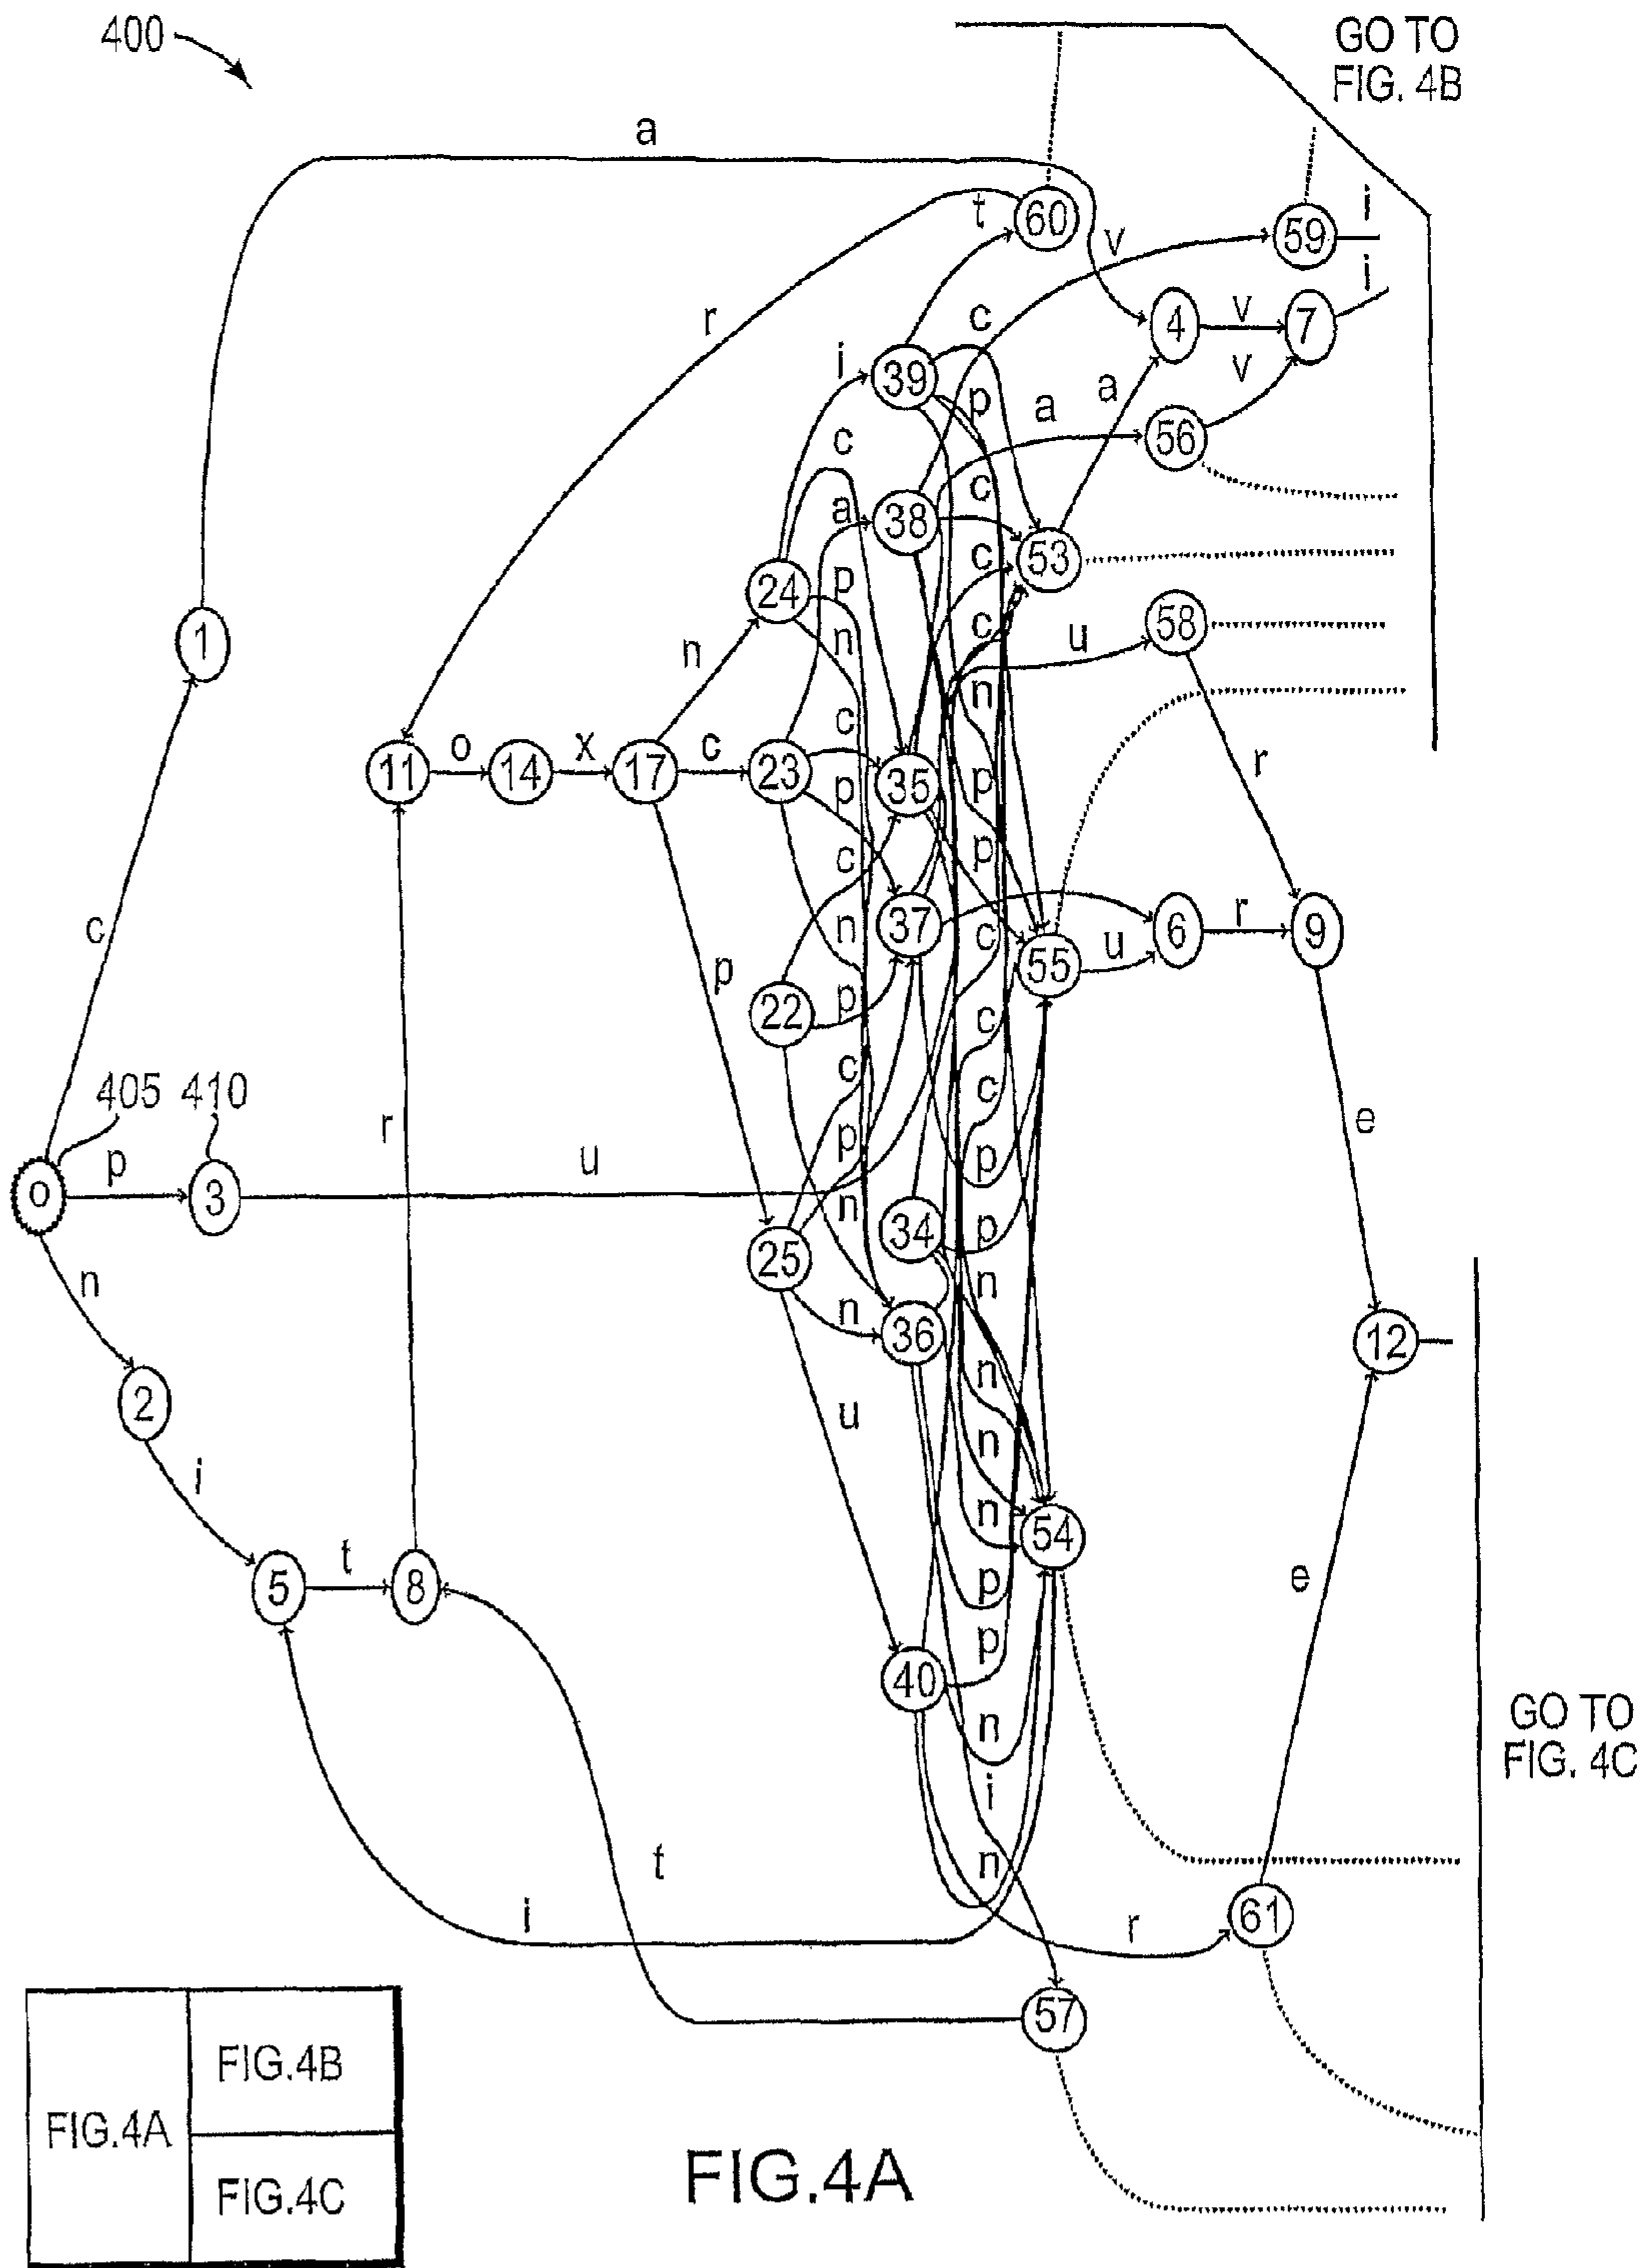 400
GO TO
FIG. 4B
a
t
60
v
59
i
r
c
4
v
7
i
i
39
p
a
a
v
56
c
c
a
38
c
53
24
p
c
58
n
n
c
u
n
r
c
11
o
14
x
17
c
23
p
35
p
c
p
37
6
r
9
c
n
c
55
u
p
22
p
c
405
410
r
c
c
e
o
p
3
u
p
p
n
34
p
25
n
n
n
36
12
2
u
n
i
n
n
54
5
t
8
p
e
p
40
GO TO
FIG. 4C
n
i
t
n
i
r
61
57
FIG.4A
FIG.4B
FIG.4C
FIG.4A